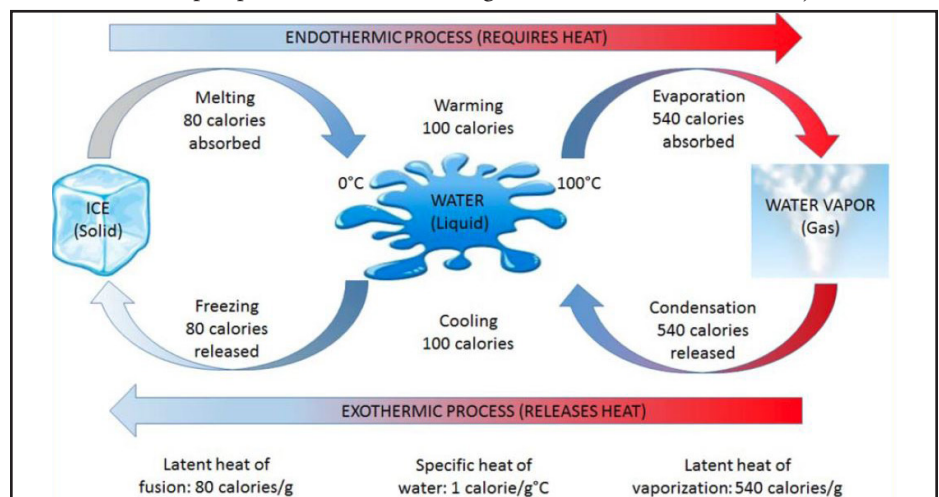 ENDOTHERMIC PROCESS (REQUIRES HEAT)
Melting
80 calories
absorbed
Warming
100 calories
Evaporation
540 calories
absorbed
0°C
100°C
ICE
(Solid)
WATER
(Liquid)
WATER VAPOR
(Gas)
Freezing
80 calories
released
Cooling
100 calories
Condensation
540 calories
released
EXOTHERMIC PROCESS (RELEASES HEAT)
Latent heat of
fusion: 80 calories/g
Specific heat of
water: 1 calorie/g°C
Latent heat of
vaporization: 540 calories/g